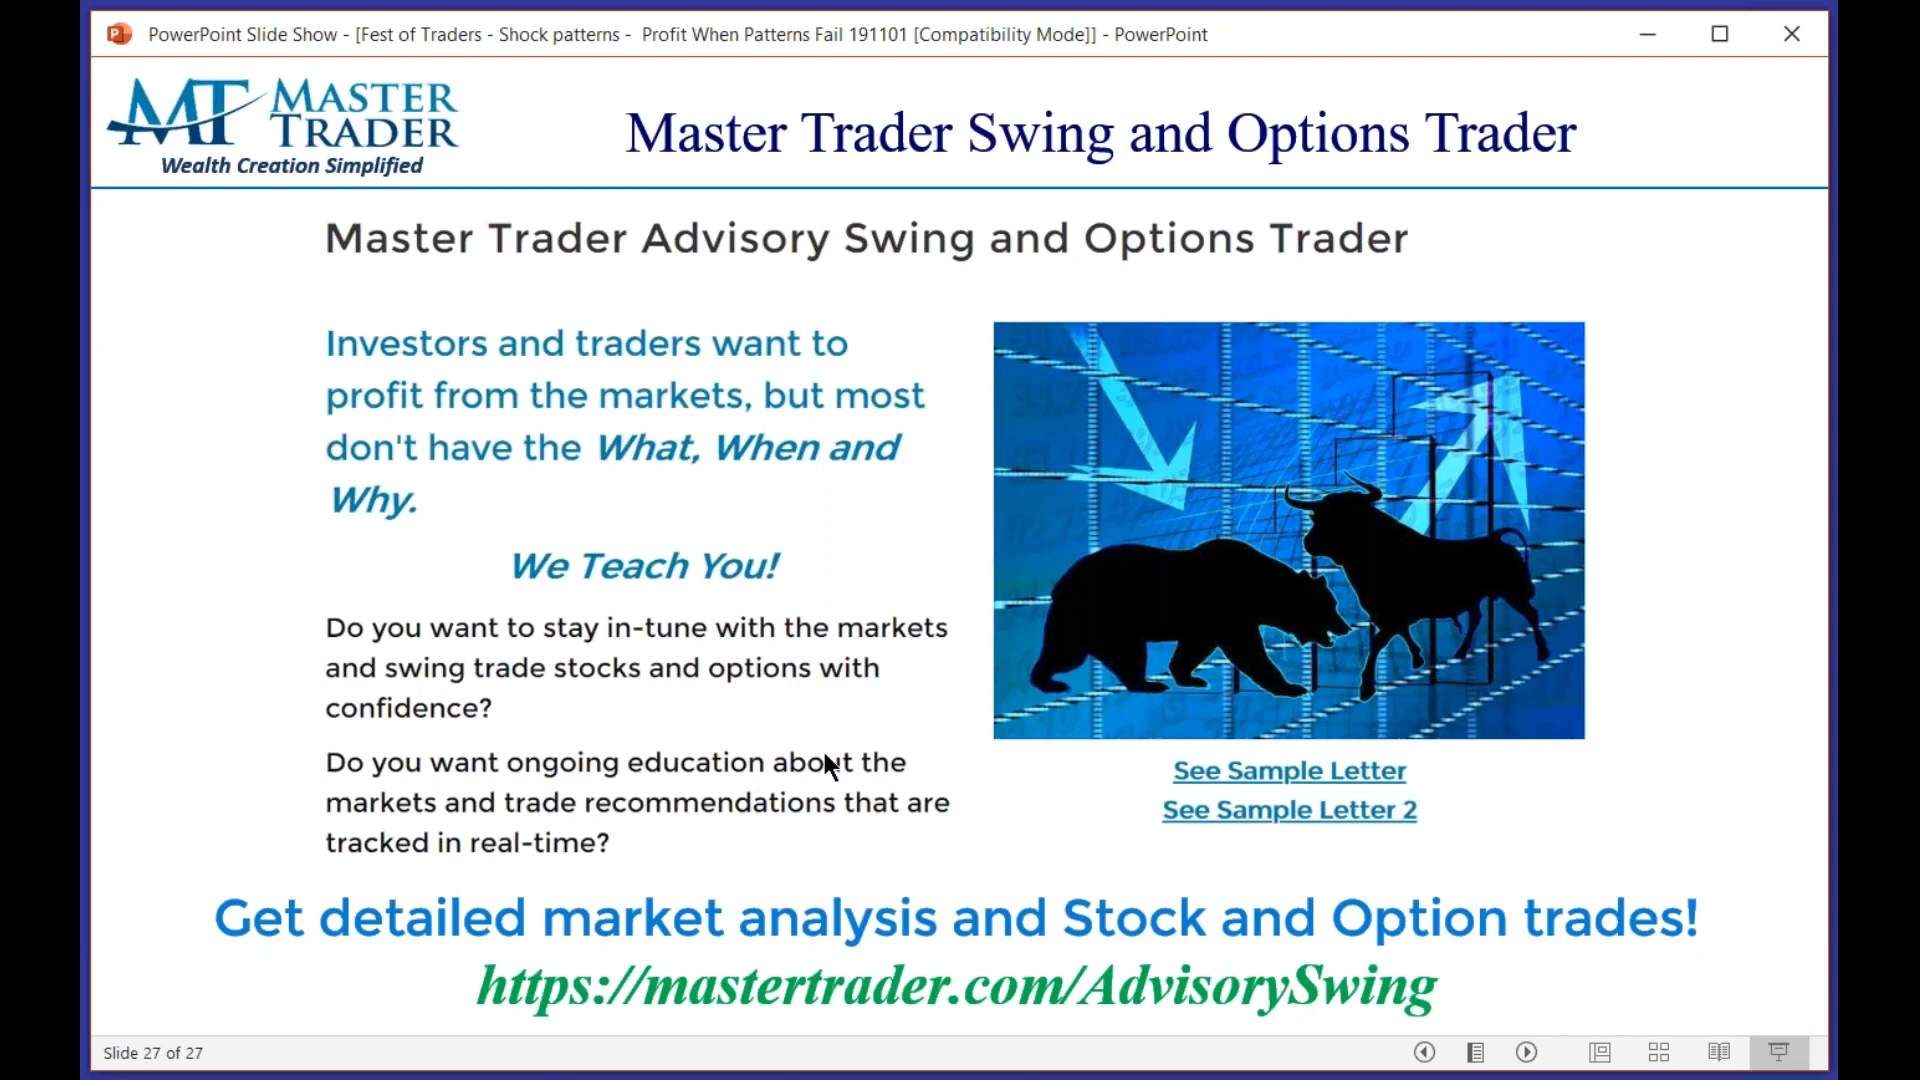 PowerPoint Slide Show - [Fest of Traders - Shock patterns -  Profit When Patterns Fail 191101 [Compatibility Mode]] - PowerPoint
MT MASTER TRADER
Wealth Creation Simplified
Master Trader Swing and Options Trader
Master Trader Advisory Swing and Options Trader
Investors and traders want to
profit from the markets, but most
don't have the What, When and
Why.
We Teach You!
Do you want to stay in-tune with the markets
and swing trade stocks and options with
confidence?
Do you want ongoing education about the
markets and trade recommendations that are
tracked in real-time?
See Sample Letter
See Sample Letter 2
Get detailed market analysis and Stock and Option trades!
https://mastertrader.com/AdvisorySwing
Slide 27 of 27